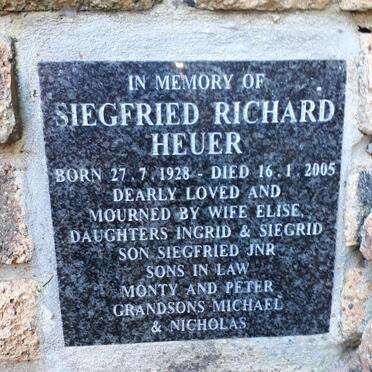 IN MEMORY OF
SIEGFRIED RICHARD
HEUER
BORN 27. 7. 1928 - DIED 16. 1. 2005
DEARLY LOVED AND
MOURNED BY WIFE ELISE,
DAUGHTERS INGRID & SIEGRID
SON SIEGFRIED JNR
SONS IN LAW
MONTY AND PETER
GRANDSONS MICHAEL
& NICHOLAS